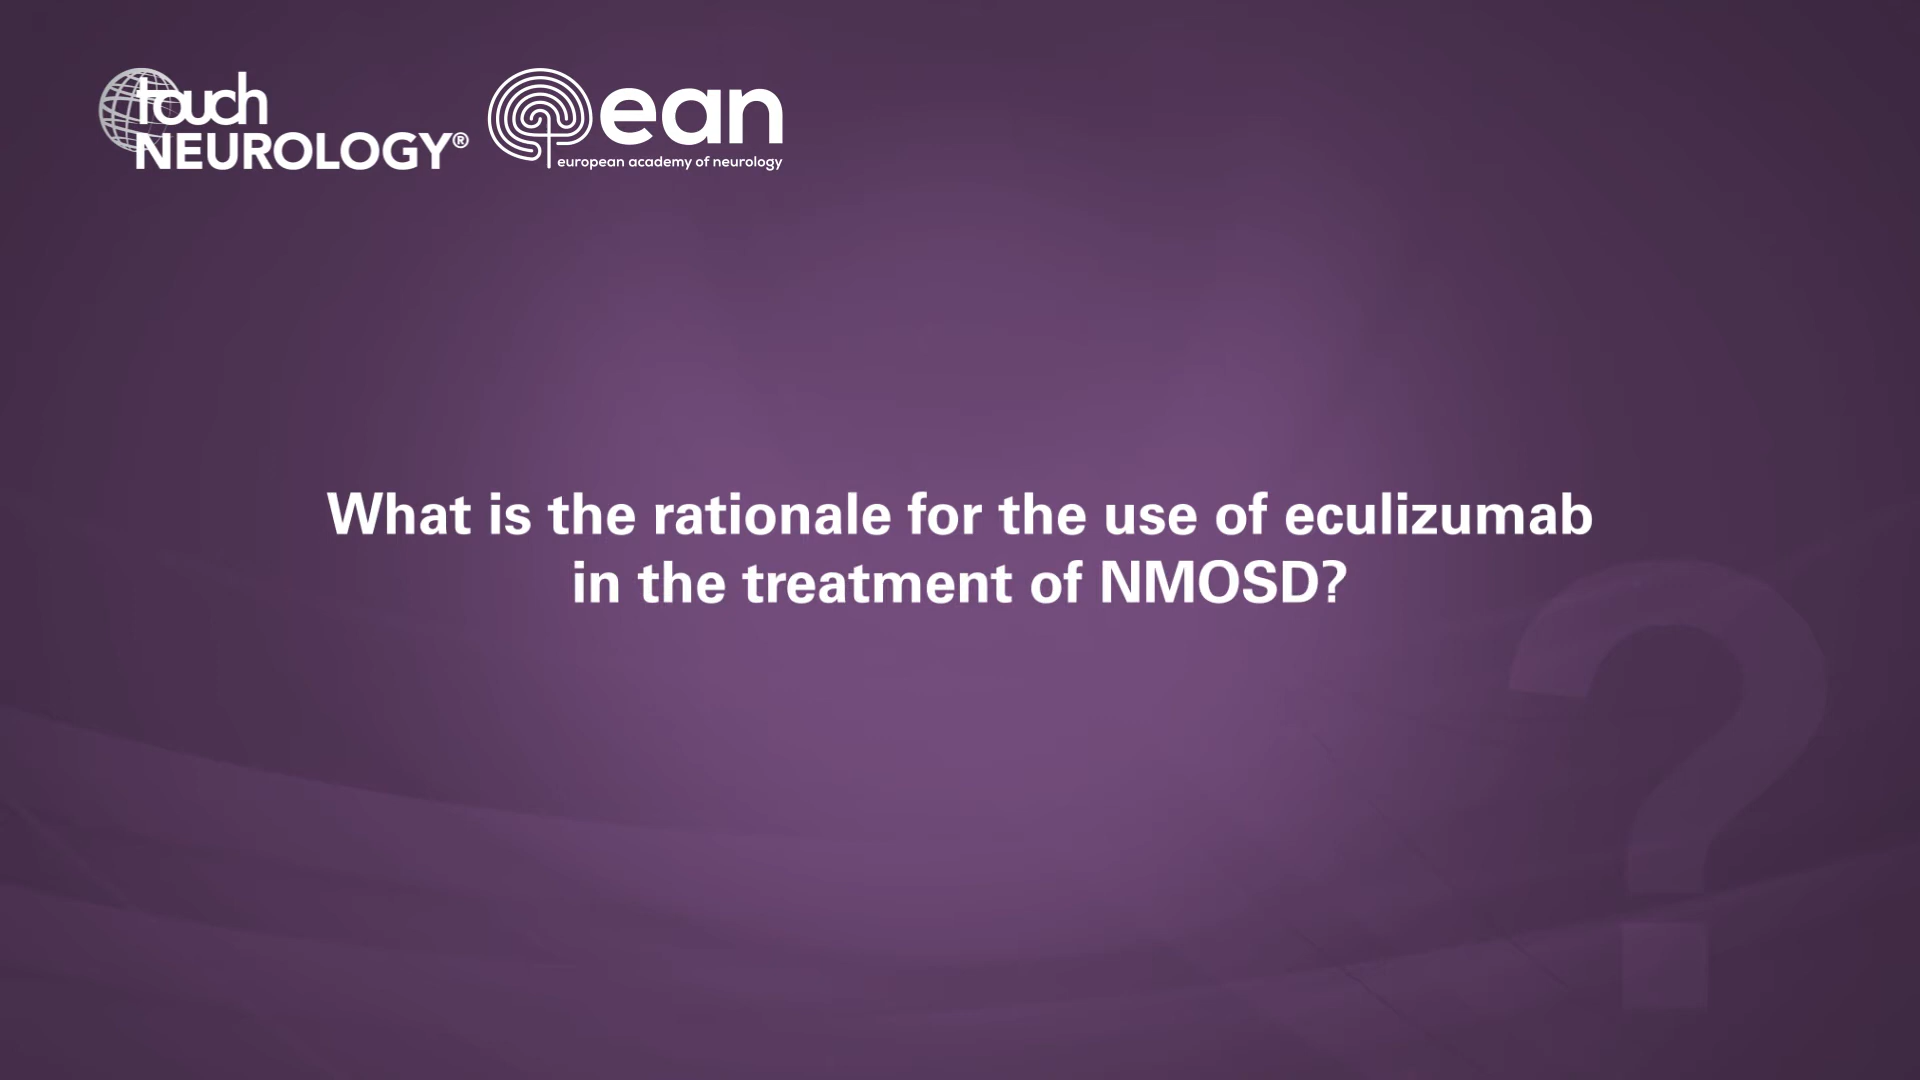 touch
NEUROLOGY®
ean
european academy of neurology
What is the rationale for the use of eculizumab
in the treatment of NMOSD?
?